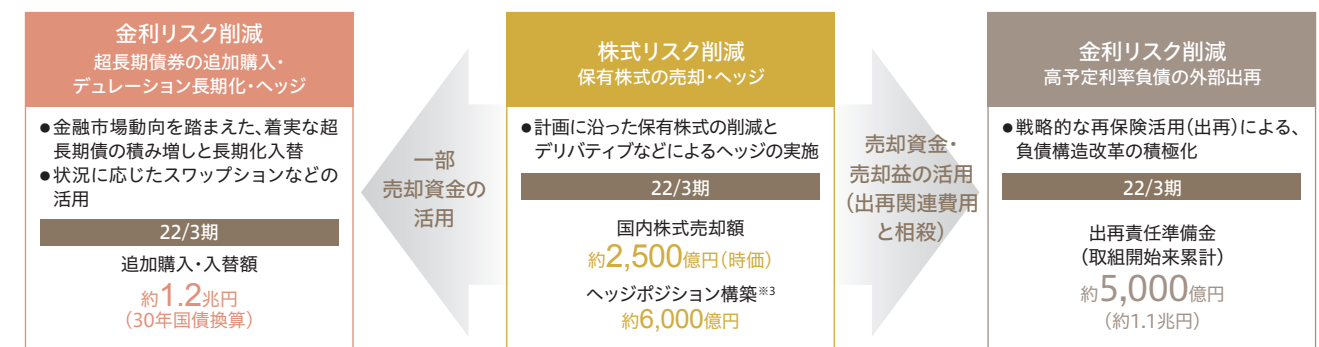 金利リスク削減
超長期債券の追加購入・
デュレーション長期化・ヘッジ
●金融市場動向を踏まえた、着実な超
長期債の積み増しと長期化入替
●状況に応じたスワップションなどの
活用
22/3期
追加購入・入替額
約1.2兆円
（30年国債換算）
一部
売却資金の
活用
株式リスク削減
保有株式の売却・ヘッジ
●計画に沿った保有株式の削減と
デリバティブなどによるヘッジの実施
22/3期
国内株式売却額
約2,500億円（時価）
ヘッジポジション構築※3
約6,000億円
売却資金・
売却益の活用
（出再関連費用
と相殺）
金利リスク削減
高予定利率負債の外部出再
●戦略的な再保険活用（出再）による、
負債構造改革の積極化
22/3期
出再責任準備金
（取組開始来累計）
約5,000億円
（約1.1兆円）